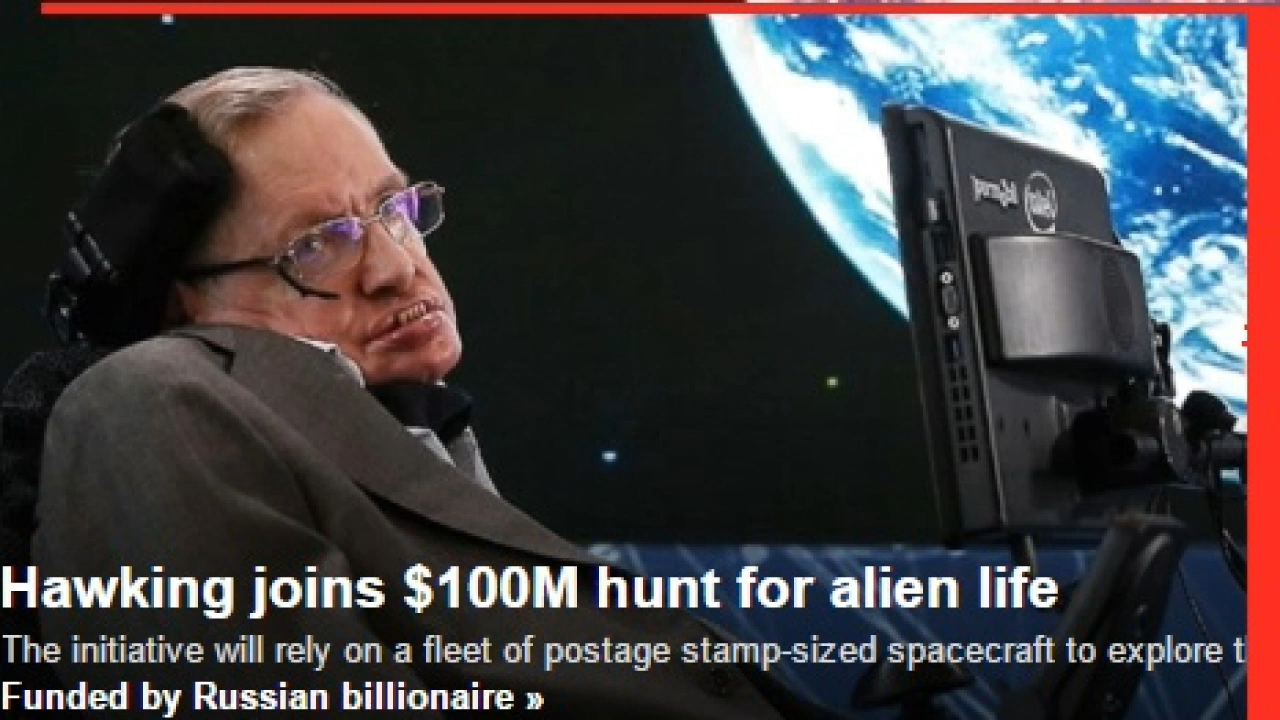 intel
Hawking joins $100M hunt for alien life
The initiative will rely on a fleet of postage stamp-sized spacecraft to explore t
Funded by Russian billionaire »